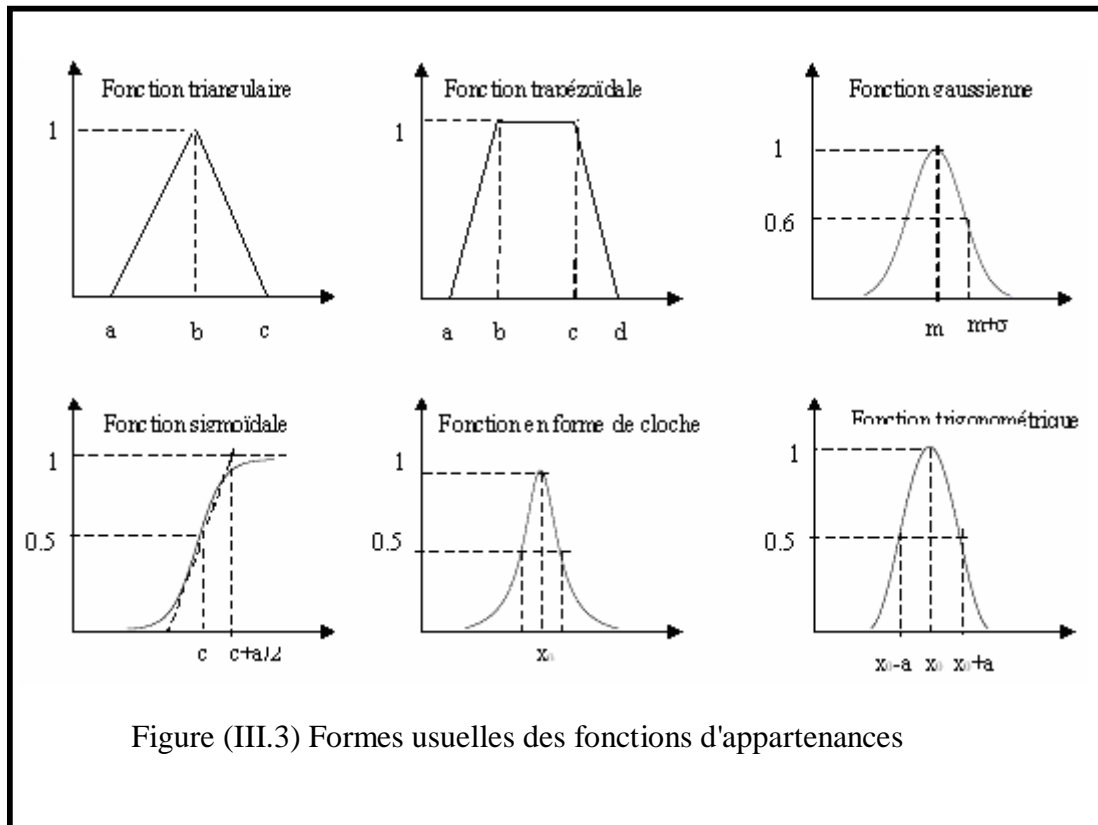 Fonction triangulaire
1
a b c
Fonction trapézoïdale
1
a b c d
Fonction gaussienne
1
0.6
m m+σ
Fonction sigmoïdale
1
0.5
c c+a/2
Fonction en forme de cloche
1
0.5
x₀
Fonction trigonométrique
1
0.5
x₀-a x₀ x₀+a
Figure (III.3) Formes usuelles des fonctions d'appartenances